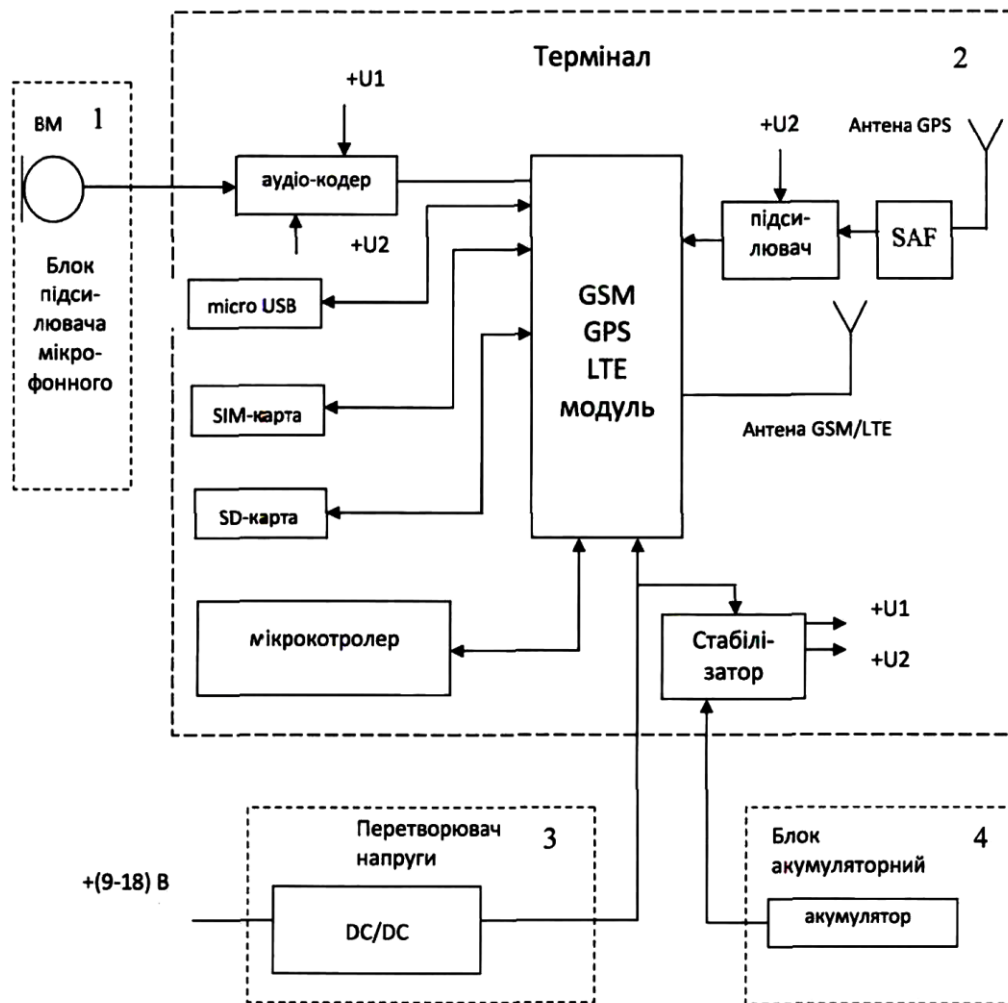 Термінал
2
ВМ
1
+U1
аудіо-кодер
+U2
Блок
підси-
лювача
мікро-
фонного
micro USB
SIM-карта
SD-карта
мікрокотролер
GSM
GPS
LTE
модуль
+U2
Антена GPS
підси-
лювач
SAF
Антена GSM/LTE
Стабілі-
затор
+U1
+U2
Перетворювач
напруги
3
+(9-18) В
DC/DC
Блок
акумуляторний
4
акумулятор